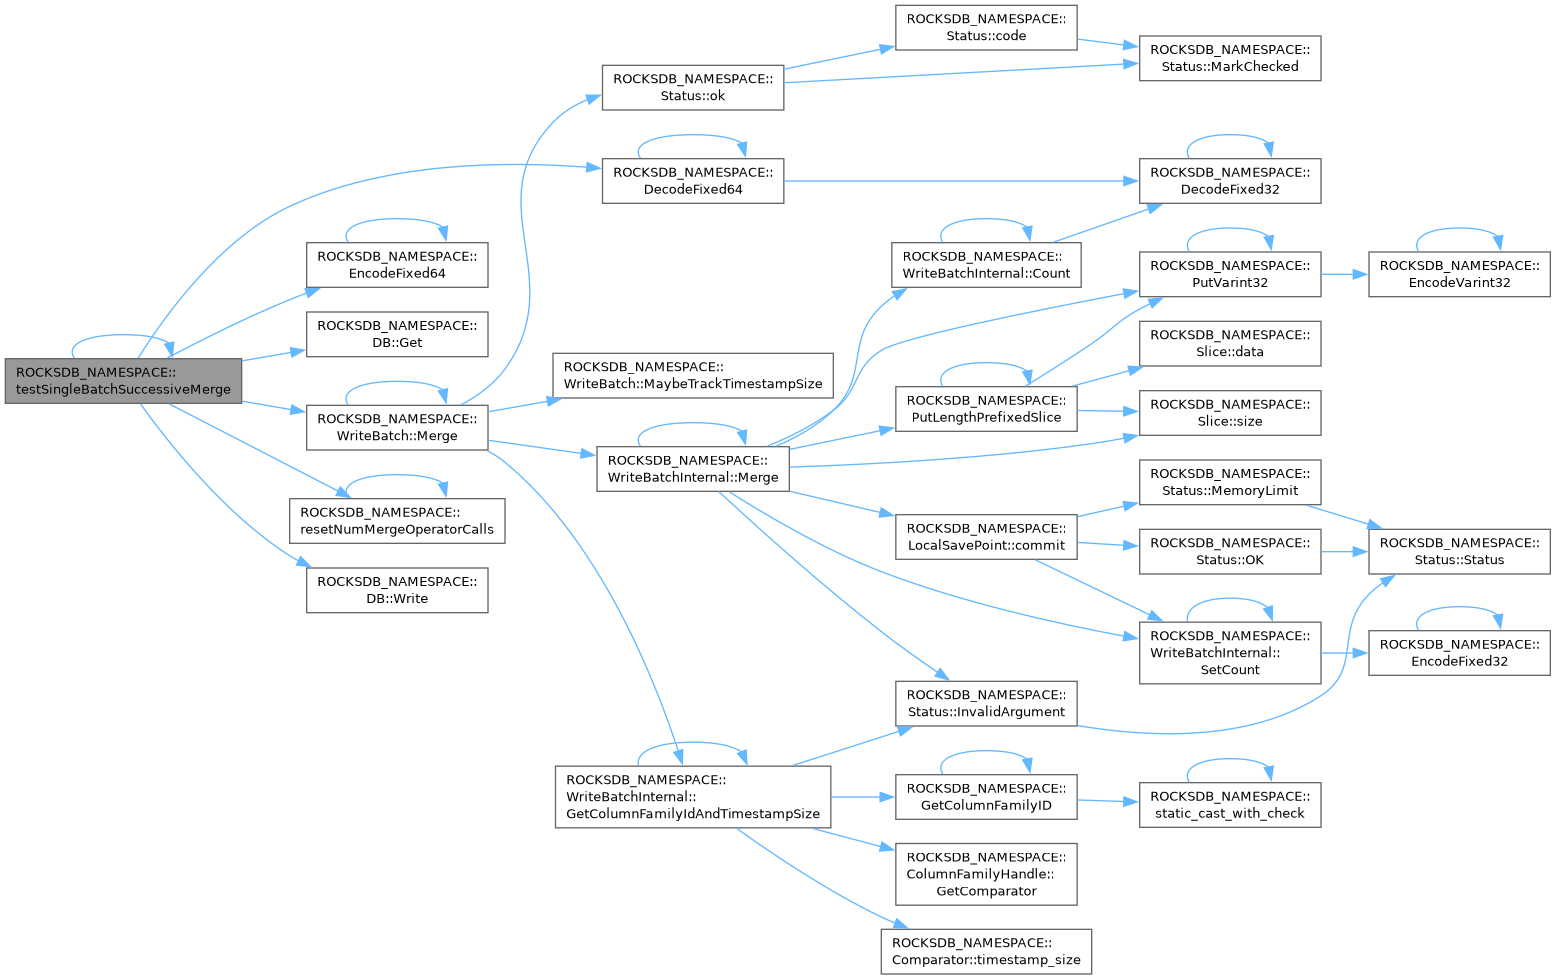 ROCKSDB_NAMESPACE::
testSingleBatchSuccessiveMerge
ROCKSDB_NAMESPACE::
EncodeFixed64
ROCKSDB_NAMESPACE::
DB::Get
ROCKSDB_NAMESPACE::
WriteBatch::Merge
ROCKSDB_NAMESPACE::
resetNumMergeOperatorCalls
ROCKSDB_NAMESPACE::
DB::Write
ROCKSDB_NAMESPACE::
Status::ok
ROCKSDB_NAMESPACE::
DecodeFixed64
ROCKSDB_NAMESPACE::
WriteBatch::MaybeTrackTimestampSize
ROCKSDB_NAMESPACE::
WriteBatchInternal::Merge
ROCKSDB_NAMESPACE::
WriteBatchInternal::
GetColumnFamilyIdAndTimestampSize
ROCKSDB_NAMESPACE::
Status::code
ROCKSDB_NAMESPACE::
WriteBatchInternal::Count
ROCKSDB_NAMESPACE::
PutLengthPrefixedSlice
ROCKSDB_NAMESPACE::
LocalSavePoint::commit
ROCKSDB_NAMESPACE::
Status::InvalidArgument
ROCKSDB_NAMESPACE::
GetColumnFamilyID
ROCKSDB_NAMESPACE::
ColumnFamilyHandle::
GetComparator
ROCKSDB_NAMESPACE::
Comparator::timestamp_size
ROCKSDB_NAMESPACE::
Status::MarkChecked
ROCKSDB_NAMESPACE::
DecodeFixed32
ROCKSDB_NAMESPACE::
PutVarint32
ROCKSDB_NAMESPACE::
Slice::data
ROCKSDB_NAMESPACE::
Slice::size
ROCKSDB_NAMESPACE::
Status::MemoryLimit
ROCKSDB_NAMESPACE::
Status::OK
ROCKSDB_NAMESPACE::
WriteBatchInternal::
SetCount
ROCKSDB_NAMESPACE::
static_cast_with_check
ROCKSDB_NAMESPACE::
EncodeVarint32
ROCKSDB_NAMESPACE::
Status::Status
ROCKSDB_NAMESPACE::
EncodeFixed32